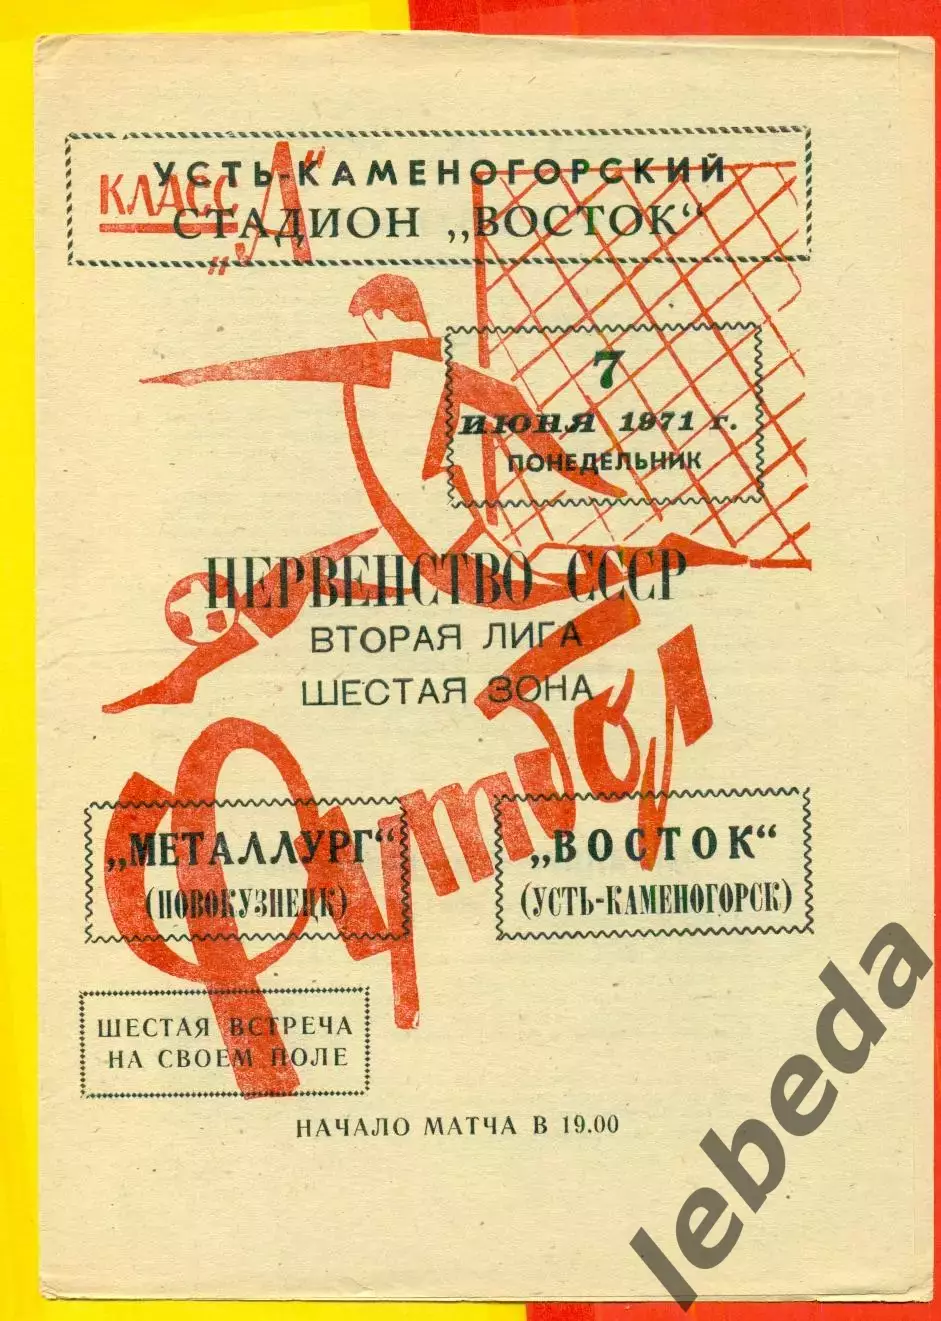 УСТЬ-КАМЕНОГОРСКИЙ
КЛАСС „А"
СТАДИОН „ВОСТОК"
7
ИЮНЯ 1971 г.
ПОНЕДЕЛЬНИК
ПЕРВЕНСТВО СССР
ВТОРАЯ ЛИГА
ШЕСТАЯ ЗОНА
Футбол
„МЕТАЛЛУРГ"
(НОВОКУЗНЕЦК)
„ВОСТОК"
(УСТЬ-КАМЕНОГОРСК)
ШЕСТАЯ ВСТРЕЧА
НА СВОЕМ ПОЛЕ
НАЧАЛО МАТЧА В 19.00
lebeda